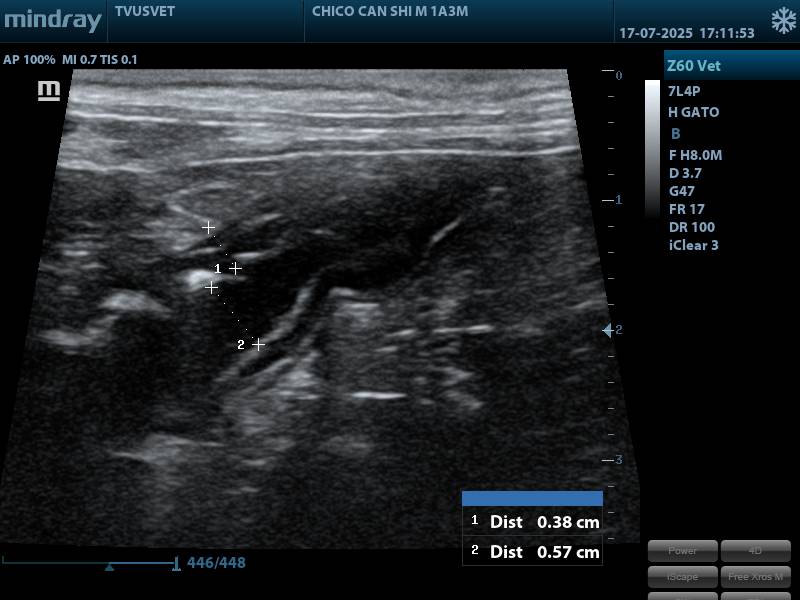 mindray
TVUSVET
CHICO CAN SHI M 1A3M
17-07-2025 17:11:53
AP 100% MI 0.7 TIS 0.1
m
Z60 Vet
7L4P
H GATO
B
F H8.0M
D 3.7
G47
FR 17
DR 100
iClear 3
0
1
2
3
1
2
1 Dist 0.38 cm
2 Dist 0.57 cm
446/448
Power
4D
iScape
Free Xros M